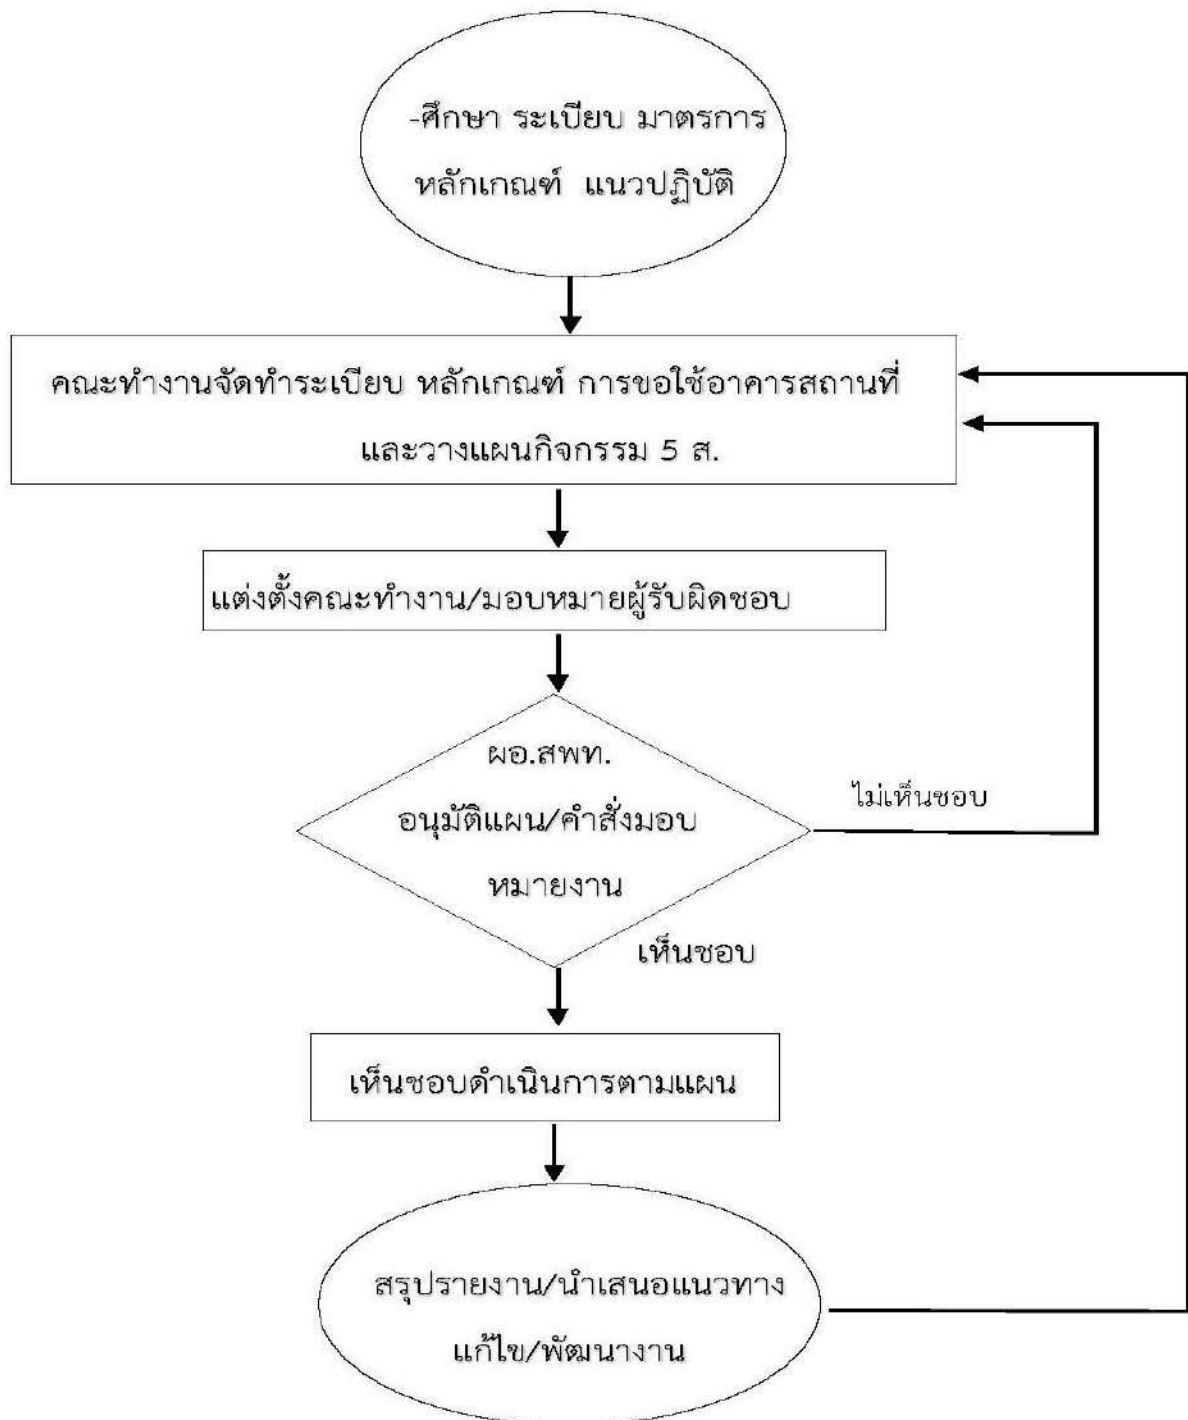 -ศึกษา ระเบียบ มาตรการ
หลักเกณฑ์ แนวปฏิบัติ
คณะทำงานจัดทำระเบียบ หลักเกณฑ์ การขอใช้อาคารสถานที่
และวางแผนกิจกรรม 5 ส.
แต่งตั้งคณะทำงาน/มอบหมายผู้รับผิดชอบ
ผอ.สพท.
อนุมัติแผน/คำสั่งมอบ
หมายงาน
ไม่เห็นชอบ
เห็นชอบ
เห็นชอบดำเนินการตามแผน
สรุปรายงาน/นำเสนอแนวทาง
แก้ไข/พัฒนางาน